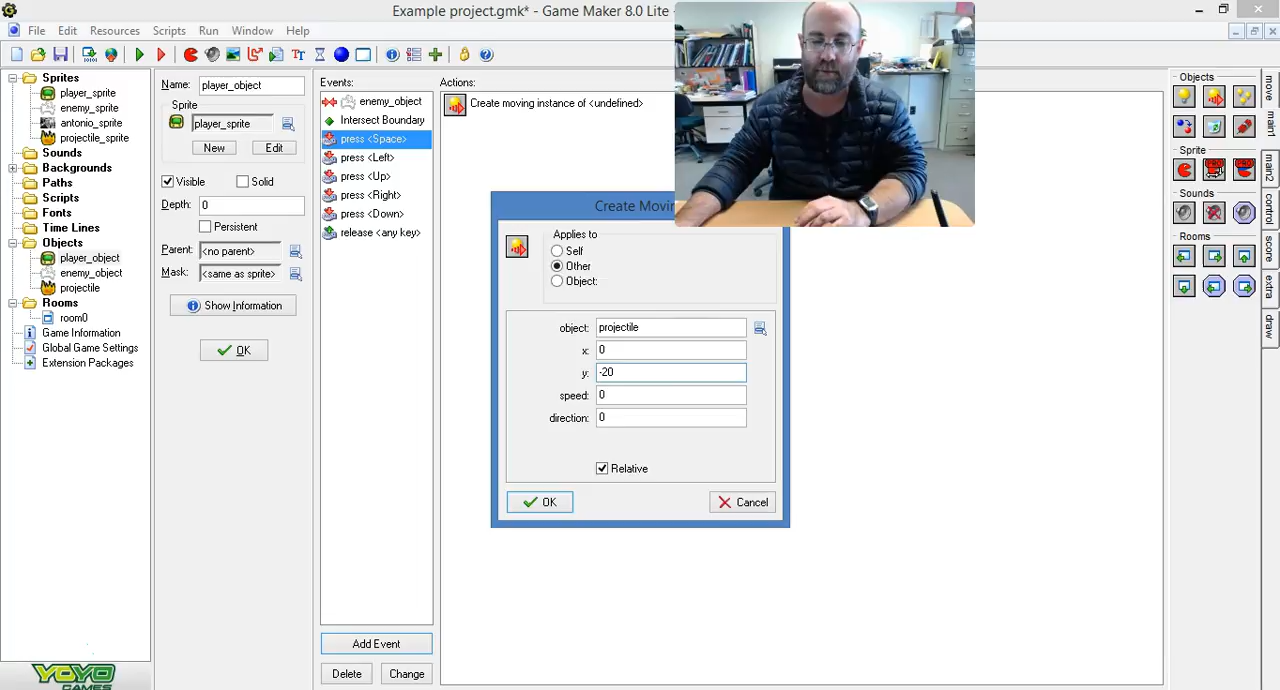 Example project.gmk* - Game Maker 8.0 Lite -
File Edit Resources Scripts Run Window Help
Sprites
player_sprite
enemy_sprite
antonio_sprite
projectile_sprite
Sounds
Backgrounds
Paths
Scripts
Fonts
Time Lines
Objects
player_object
enemy_object
projectile
Rooms
room0
Game Information
Global Game Settings
Extension Packages
YOYO
GAMES
Name: player_object
Sprite
player_sprite
New Edit
Visible Solid
Depth: 0
Persistent
Parent: <no parent>
Mask: <same as sprite>
Show Information
OK
Events:
enemy_object
Intersect Boundary
press <Space>
press <Left>
press <Up>
press <Right>
press <Down>
release <any key>
Add Event
Delete Change
Actions:
Create moving instance of <undefined>
Create Movin
Applies to
Self
Other
Object:
object: projectile
x: 0
y: -20
speed: 0
direction: 0
Relative
OK Cancel
Objects
Sprite
Sounds
Rooms
move
main1
main2
control
score
extra
draw